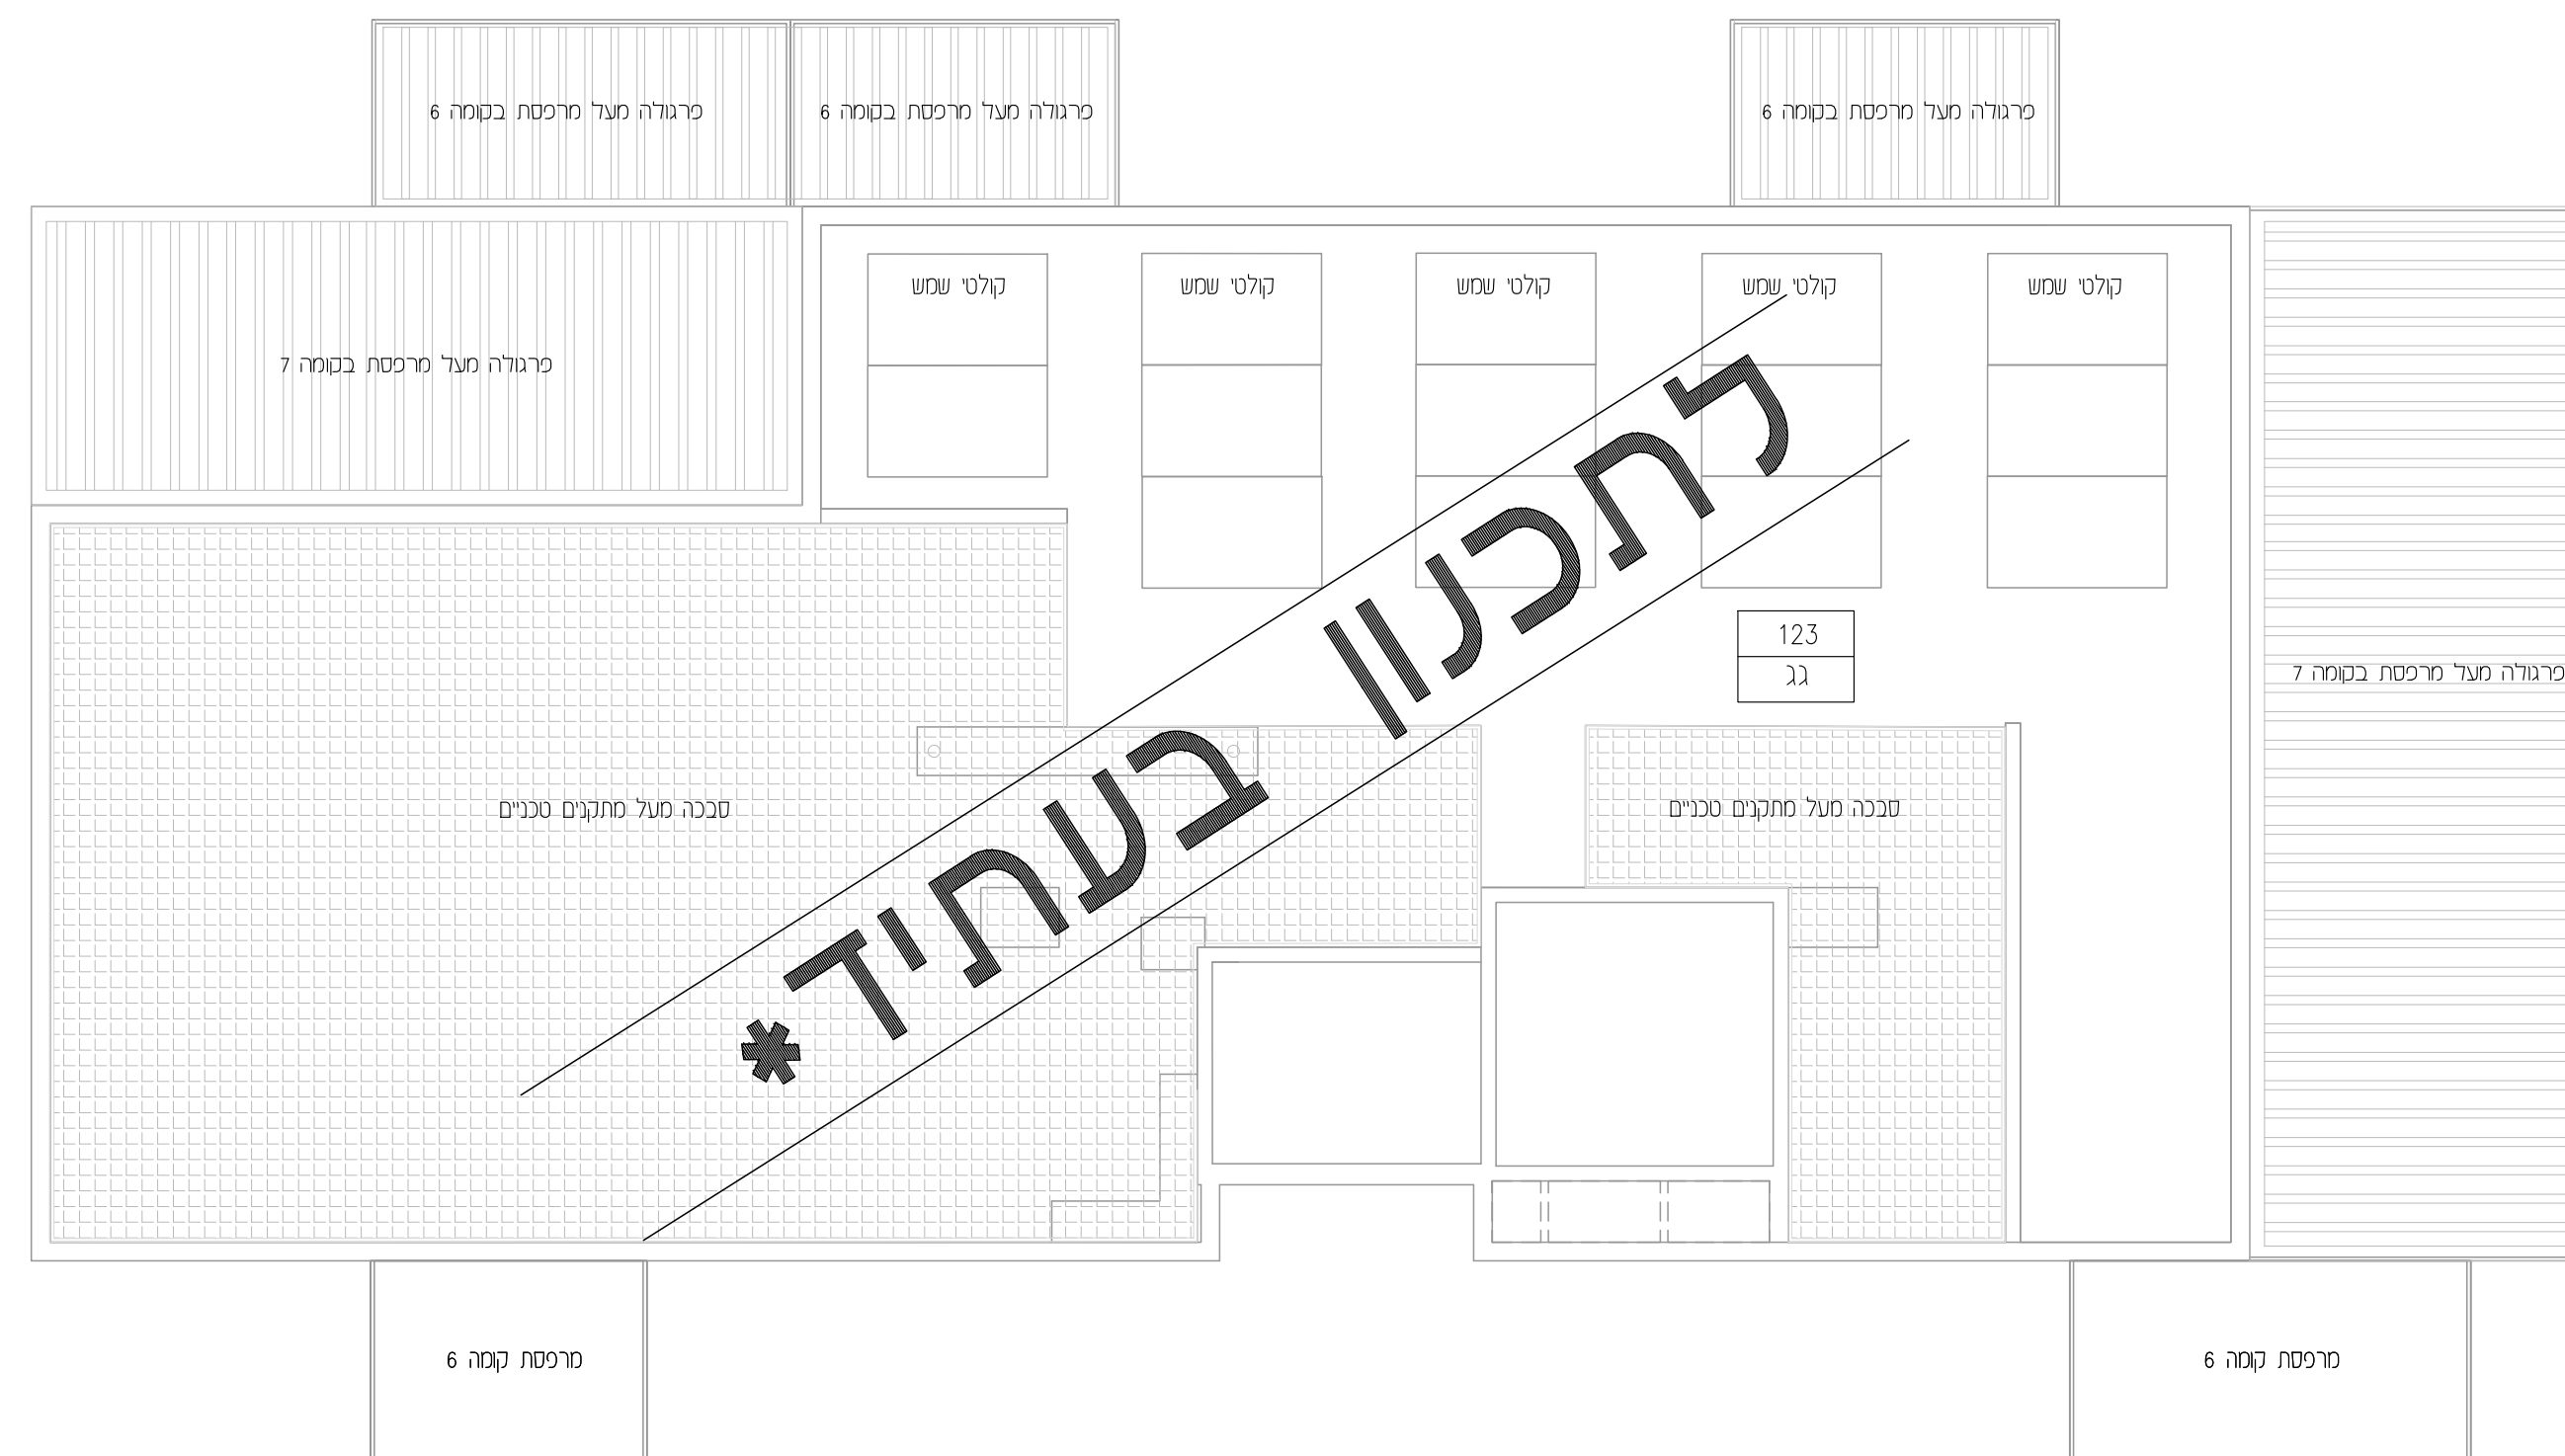 פרגולה מעל מרפסת בקומה 6
פרגולה מעל מרפסת בקומה 6
פרגולה מעל מרפסת בקומה 6
קולטי שמש
קולטי שמש
קולטי שמש
קולטי שמש
קולטי שמש
פרגולה מעל מרפסת בקומה 7
לתכנון בעתיד*
123
גג
פרגולה מעל מרפסת בקומה 7
סבכה מעל מתקנים טכניים
סבכה מעל מתקנים טכניים
מרפסת קומה 6
מרפסת קומה 6